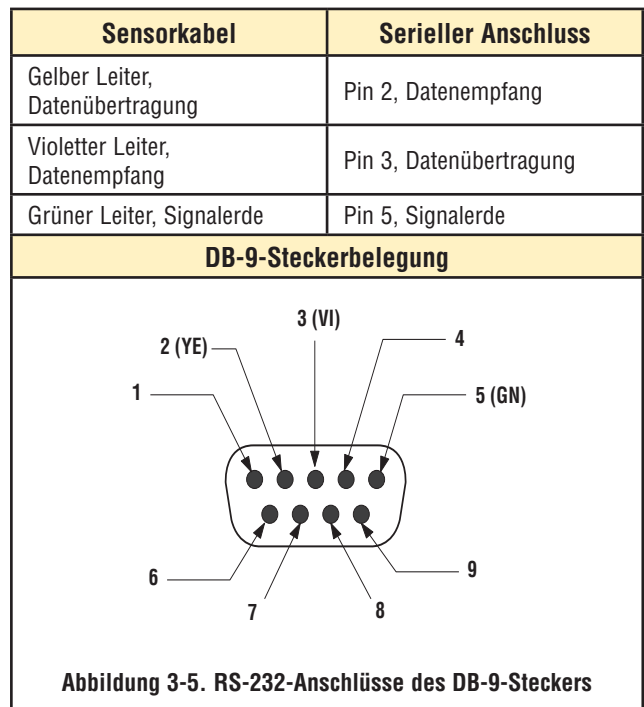 Sensorkabel
Serieller Anschluss
Gelber Leiter,
Datenübertragung
Pin 2, Datenempfang
Violetter Leiter,
Datenempfang
Pin 3, Datenübertragung
Grüner Leiter, Signalerde
Pin 5, Signalerde
DB-9-Steckerbelegung
3 (VI)
2 (YE)
4
1
5 (GN)
6
9
7
8
Abbildung 3-5. RS-232-Anschlüsse des DB-9-Steckers